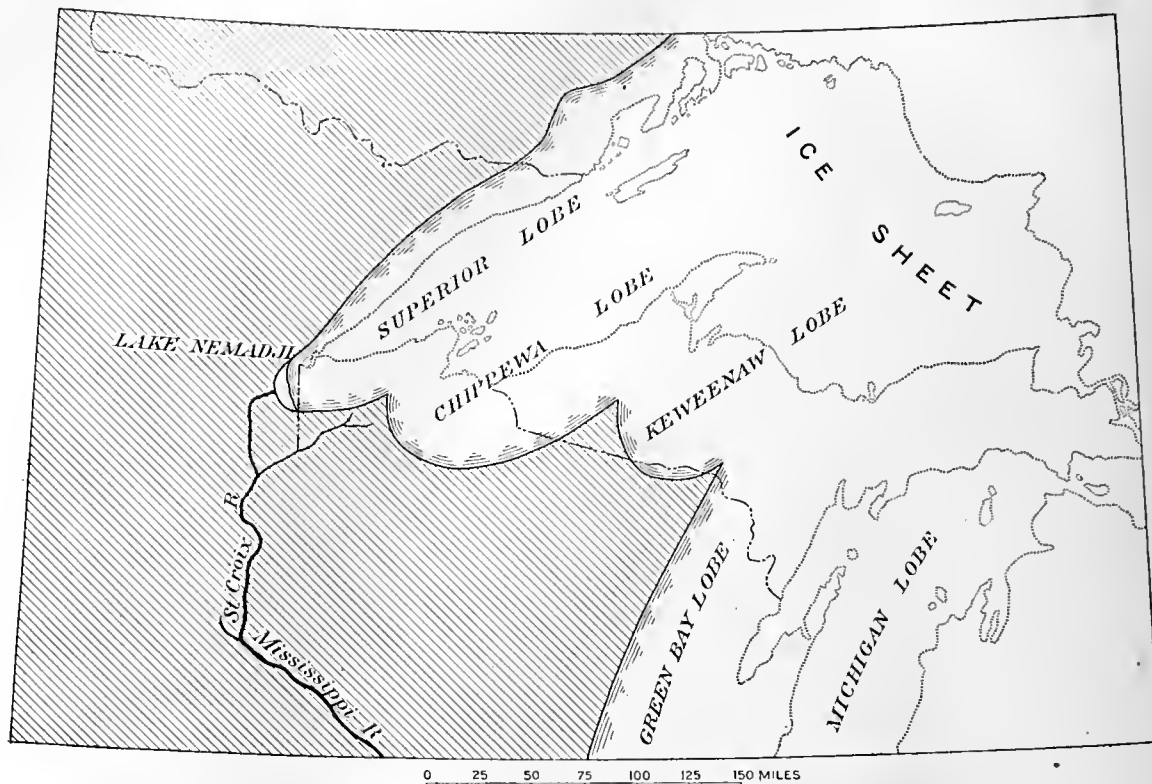 ICE SHEET
SUPERIOR LOBE
LAKE NEMADJI
CHIPPEWA LOBE
KEWEENAW LOBE
St Croix R.
Mississippi R
GREEN BAY LOBE
MICHIGAN LOBE
0 25 50 75 100 125 150 MILES